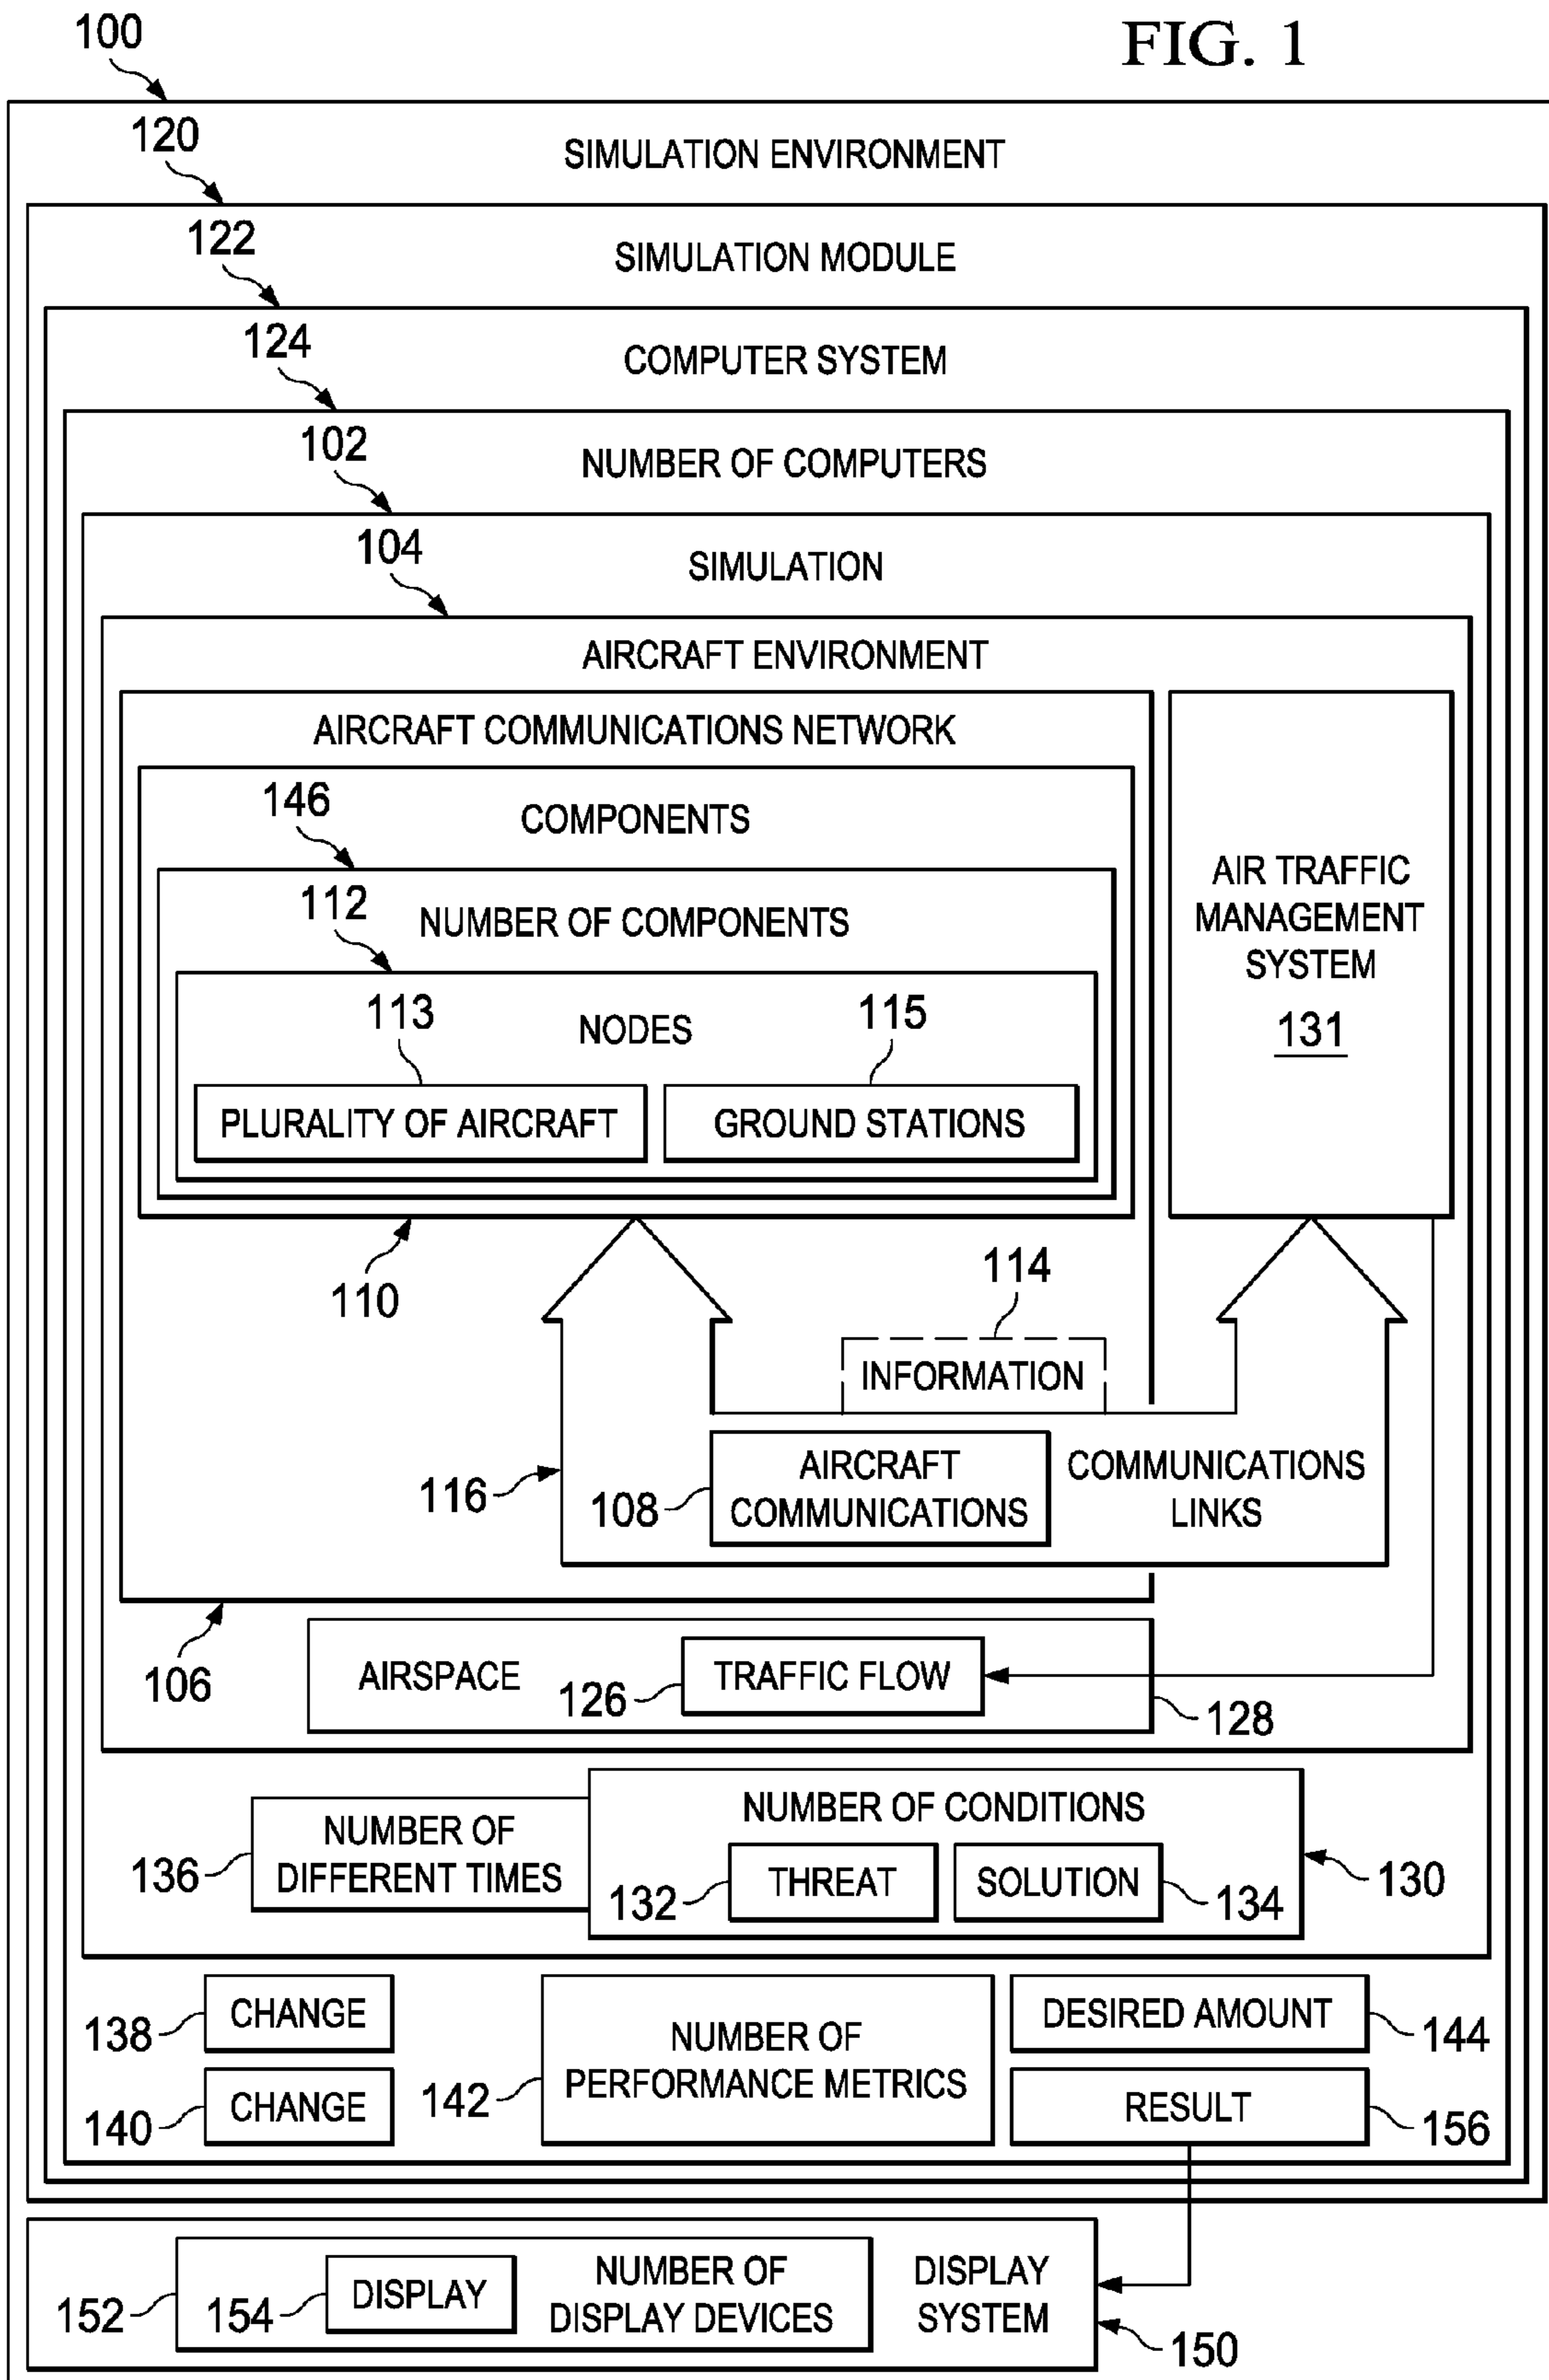 FIG. 1
100
120
SIMULATION ENVIRONMENT
122
SIMULATION MODULE
124
COMPUTER SYSTEM
102
NUMBER OF COMPUTERS
104
SIMULATION
AIRCRAFT ENVIRONMENT
AIRCRAFT COMMUNICATIONS NETWORK
146
COMPONENTS
112
NUMBER OF COMPONENTS
113
NODES
115
PLURALITY OF AIRCRAFT
GROUND STATIONS
AIR TRAFFIC
MANAGEMENT
SYSTEM
131
110
114
INFORMATION
116
108
AIRCRAFT
COMMUNICATIONS
COMMUNICATIONS
LINKS
106
AIRSPACE
126
TRAFFIC FLOW
128
136
NUMBER OF
DIFFERENT TIMES
NUMBER OF CONDITIONS
132
THREAT
SOLUTION
134
130
138
CHANGE
140
CHANGE
142
NUMBER OF
PERFORMANCE METRICS
DESIRED AMOUNT
144
RESULT
156
152
154
DISPLAY
NUMBER OF
DISPLAY DEVICES
DISPLAY
SYSTEM
150